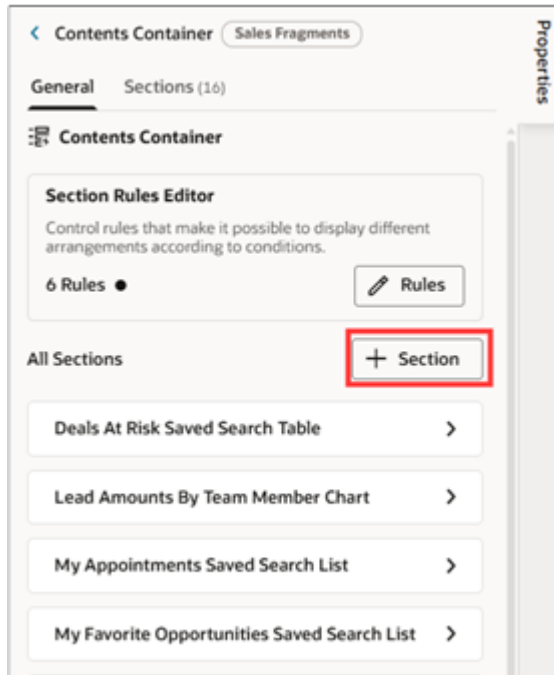 Contents Container Sales Fragments
Properties
General Sections (16)
Contents Container
Section Rules Editor
Control rules that make it possible to display different
arrangements according to conditions.
6 Rules
Rules
All Sections
+ Section
Deals At Risk Saved Search Table
Lead Amounts By Team Member Chart
My Appointments Saved Search List
My Favorite Opportunities Saved Search List